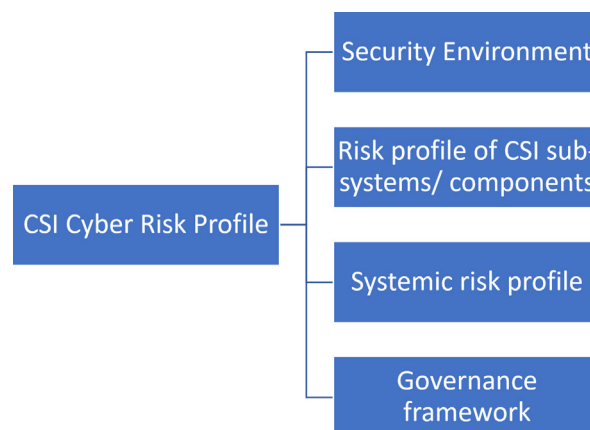 Security Environment
Risk profile of CSI sub-
systems/ components
CSI Cyber Risk Profile
Systemic risk profile
Governance
framework